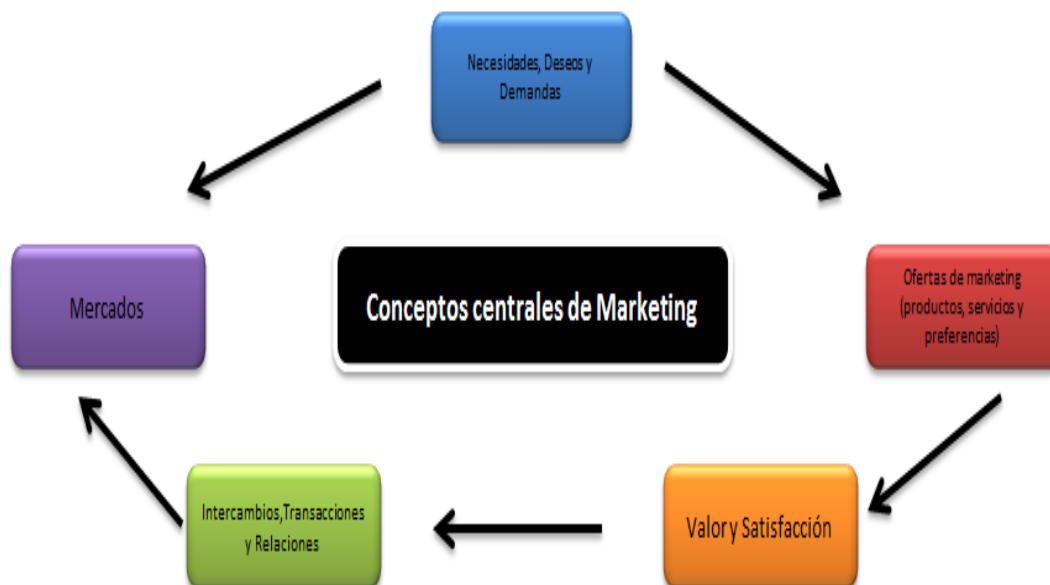 Necesidades, Deseos y
Demandas
Mercados
Conceptos centrales de Marketing
Ofertas de marketing
(productos, servicios y
preferencias)
Intercambios,Transacciones
y Relaciones
Valor y Satisfacción